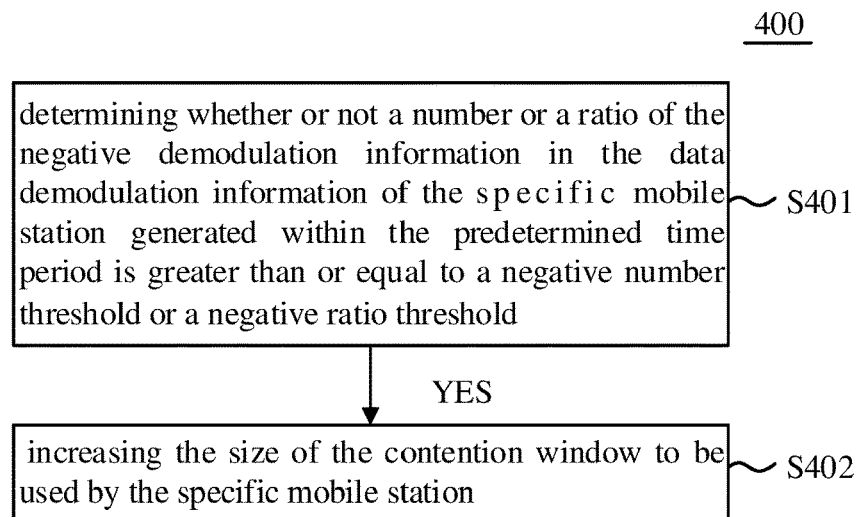 400
determining whether or not a number or a ratio of the
negative demodulation information in the data
demodulation information of the specific mobile
station generated within the predetermined time
period is greater than or equal to a negative number
threshold or a negative ratio threshold
S401
YES
increasing the size of the contention window to be
used by the specific mobile station
S402